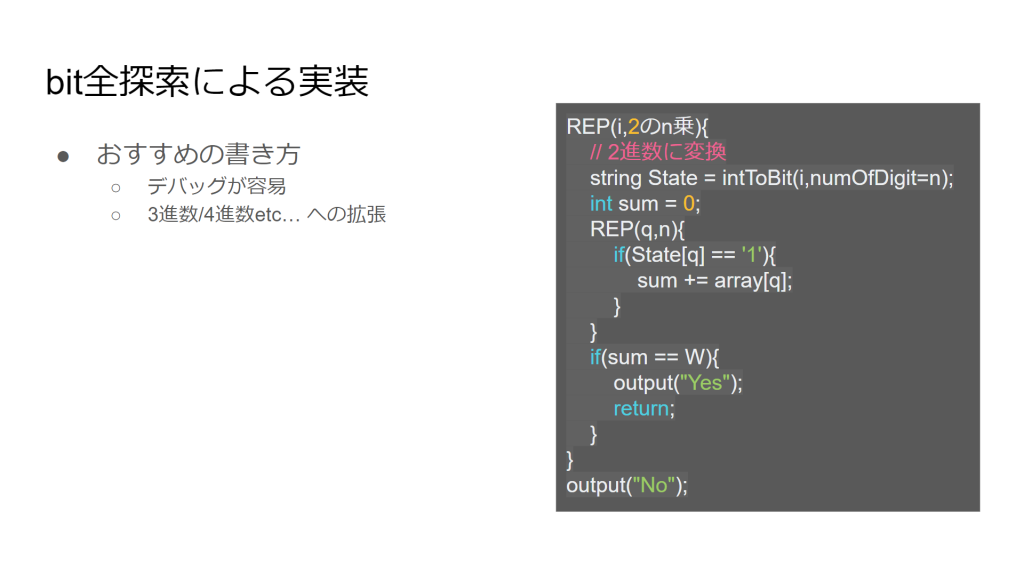 bit全探索による実装
● おすすめの書き方
○ デバッグが容易
○ 3進数/4進数etc… への拡張
REP(i,2のn乗){
// 2進数に変換
string State = intToBit(i,numOfDigit=n);
int sum = 0;
REP(q,n){
if(State[q] == '1'){
sum += array[q];
}
}
if(sum == W){
output("Yes");
return;
}
}
output("No");